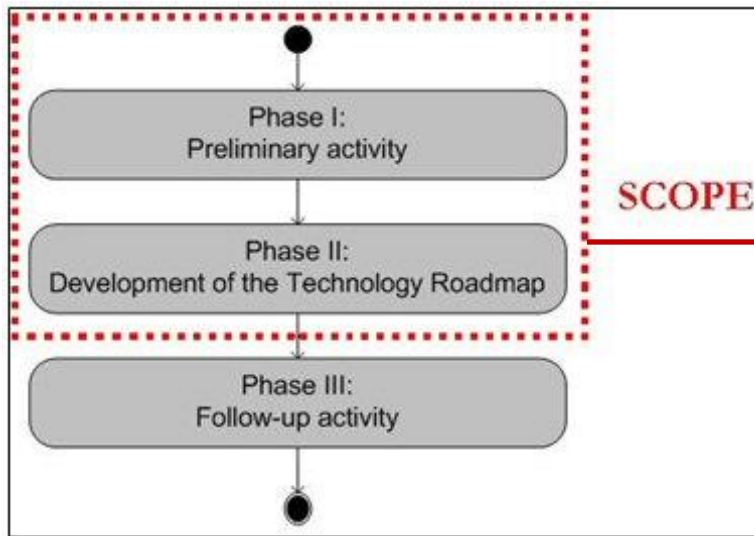 Phase I:
Preliminary activity
SCOPE
Phase II:
Development of the Technology Roadmap
Phase III:
Follow-up activity